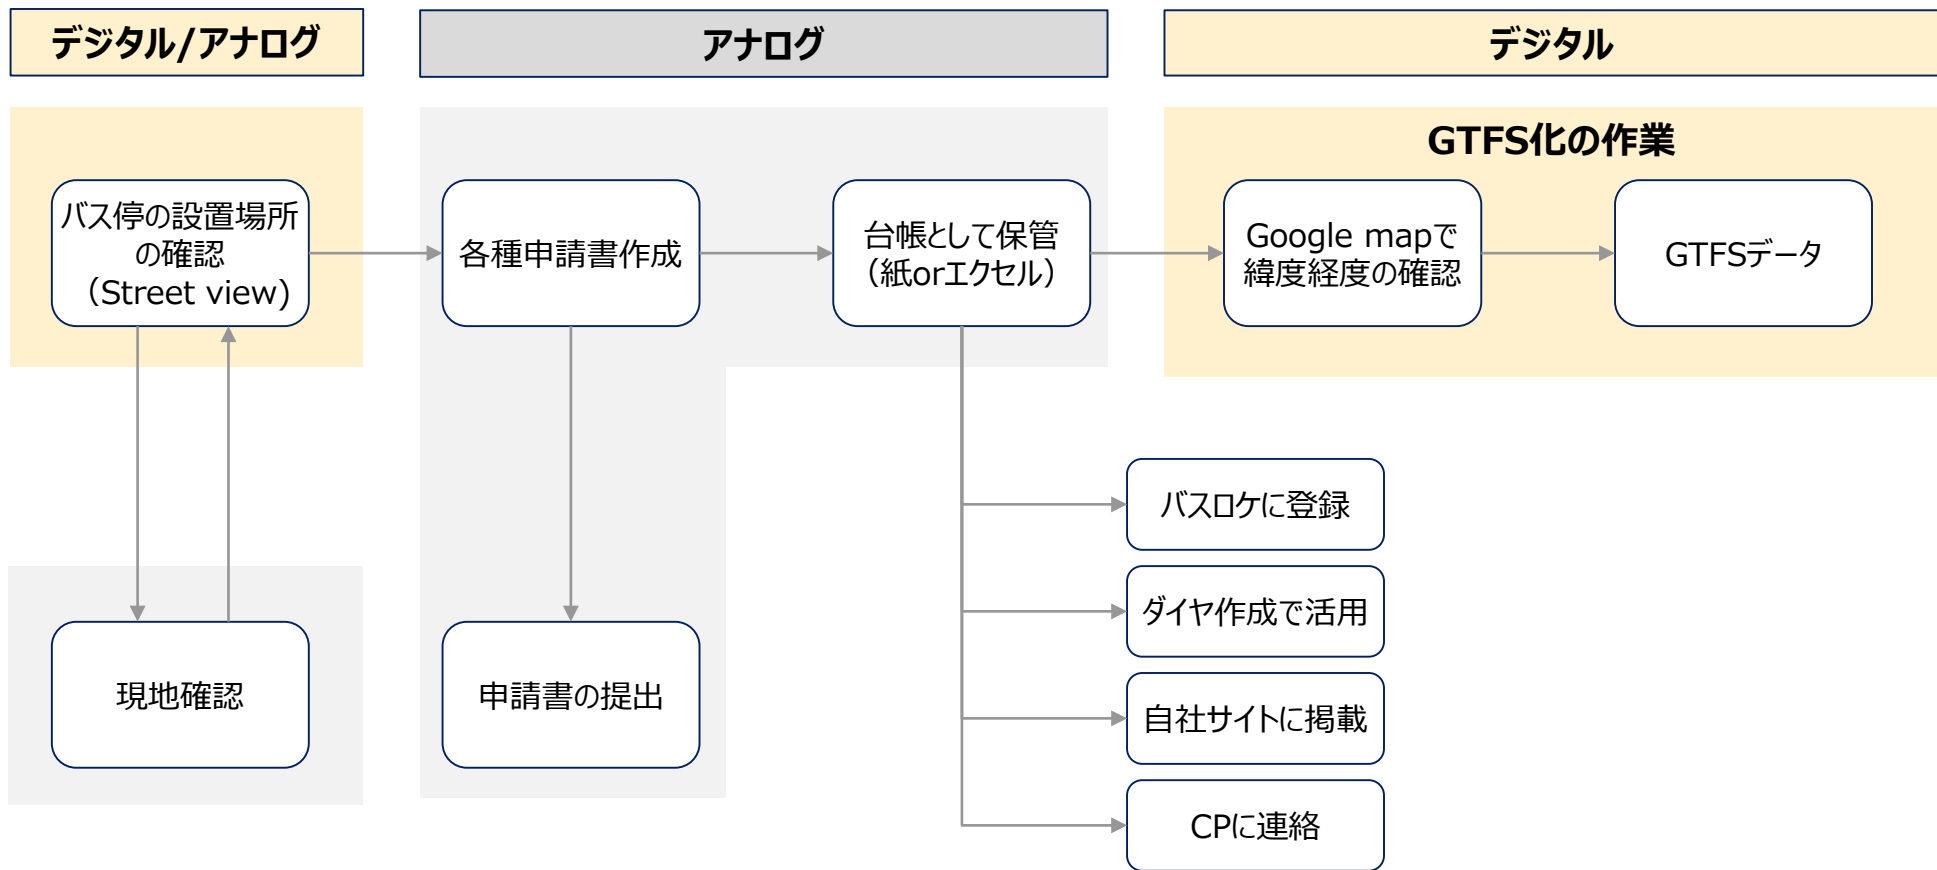 デジタル/アナログ
アナログ
デジタル
GTFS化の作業
バス停の設置場所
の確認
（Street view)
各種申請書作成
台帳として保管
（紙orエクセル）
Google mapで
緯度経度の確認
GTFSデータ
バスロケに登録
ダイヤ作成で活用
現地確認
申請書の提出
自社サイトに掲載
CPに連絡